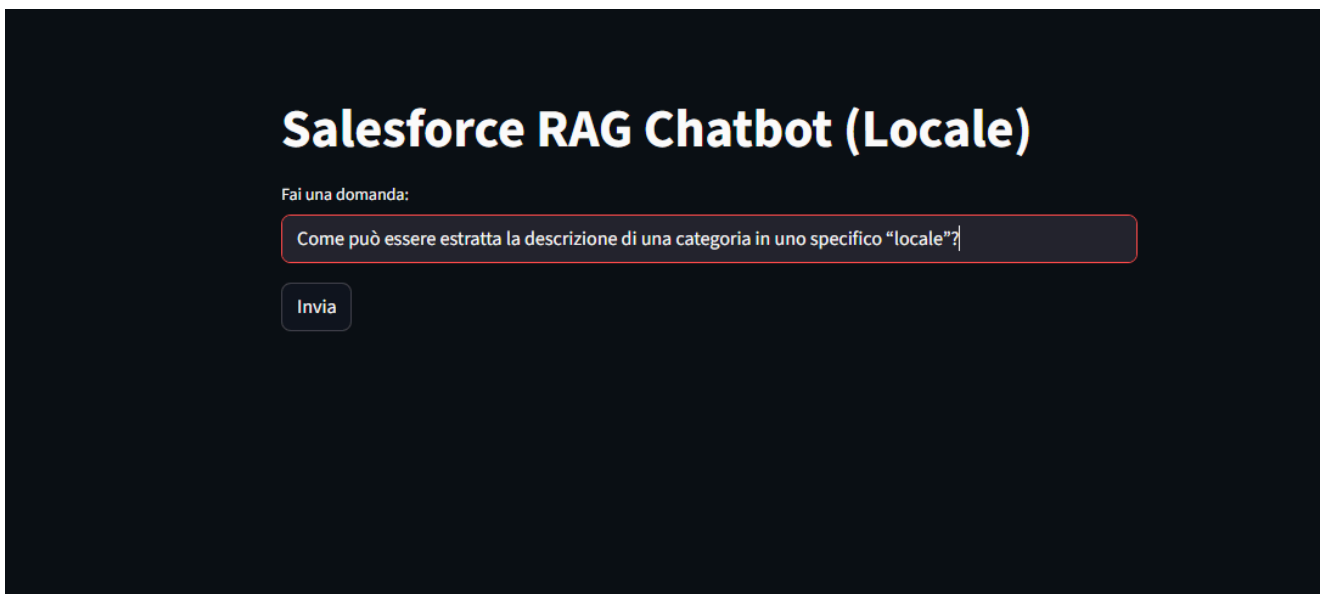 Salesforce RAG Chatbot (Locale)
Fai una domanda:
Come può essere estratta la descrizione di una categoria in uno specifico “locale”?
Invia